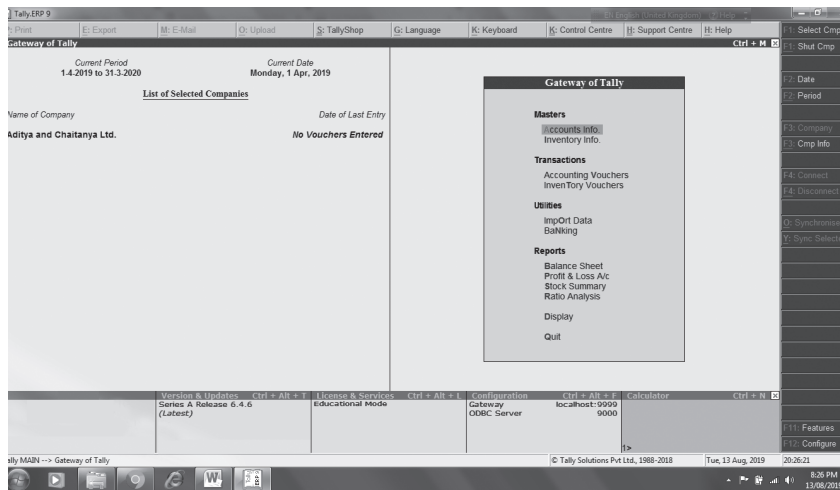 Tally.ERP 9
P: Print E: Export M: E-Mail O: Upload S: TallyShop G: Language K: Keyboard K: Control Centre H: Support Centre H: Help
Gateway of Tally Ctrl + M
Current Period Current Date
1-4-2019 to 31-3-2020 Monday, 1 Apr, 2019
List of Selected Companies
Name of Company Date of Last Entry
Aditya and Chaitanya Ltd. No Vouchers Entered
Gateway of Tally
Masters
Accounts Info.
Inventory Info.
Transactions
Accounting Vouchers
InvenTory Vouchers
Utilities
ImpOrt Data
BaNking
Reports
Balance Sheet
Profit & Loss A/c
Stock Summary
Ratio Analysis
Display
Quit
F1: Select Cmp
F1: Shut Cmp
F2: Date
F2: Period
F3: Company
F3: Cmp Info
F4: Connect
F4: Disconnect
O: Synchronise
Y: Sync Selecte
F11: Features
F12: Configure
Version & Updates Ctrl + Alt + T License & Services Ctrl + Alt + L Configuration Ctrl + Alt + F Calculator Ctrl + N
Series A Release 6.4.6 Educational Mode Gateway localhost:9999
(Latest) ODBC Server 9000
1>
ally MAIN --> Gateway of Tally © Tally Solutions Pvt Ltd., 1988-2018 Tue, 13 Aug, 2019 20:26:21
8:26 PM
13/08/2019